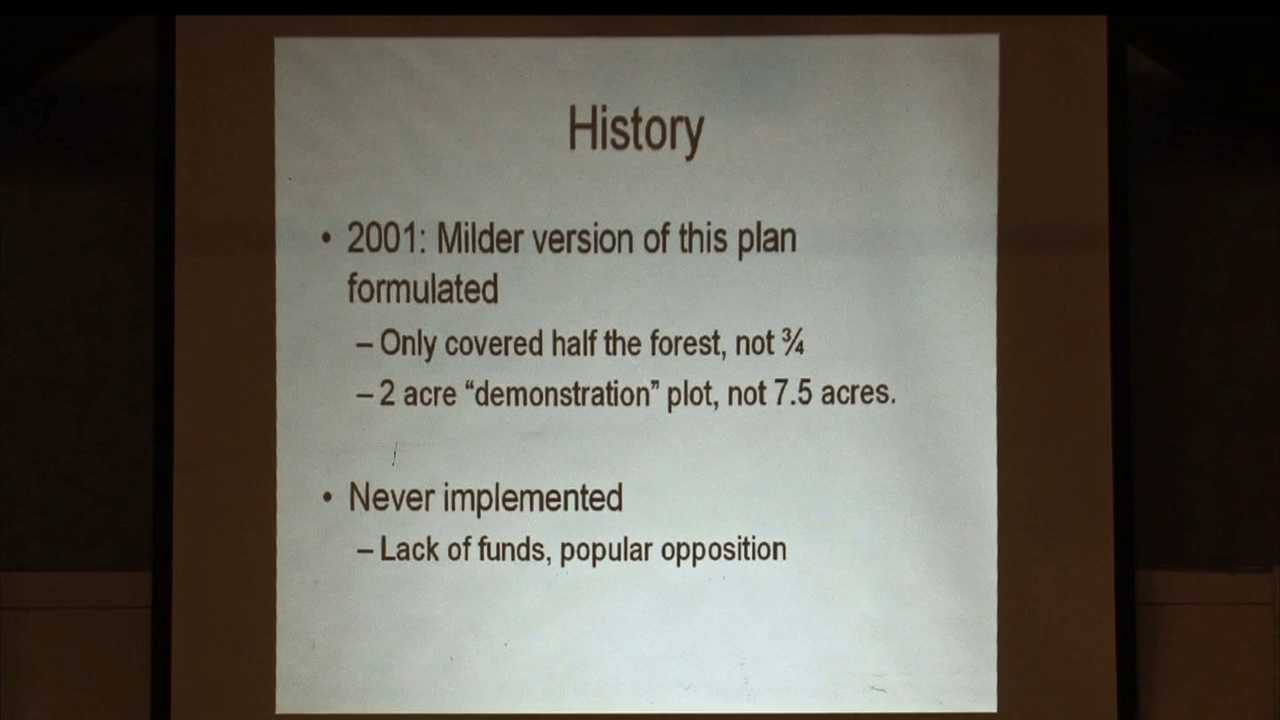 History
• 2001: Milder version of this plan
formulated
– Only covered half the forest, not ¾
– 2 acre “demonstration” plot, not 7.5 acres.
• Never implemented
– Lack of funds, popular opposition